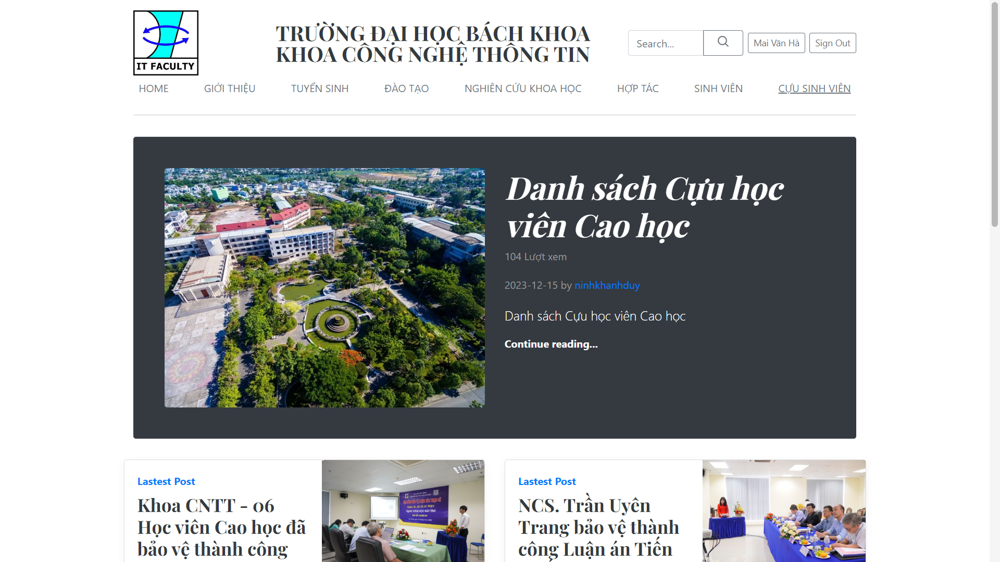 IT FACULTY
TRƯỜNG ĐẠI HỌC BÁCH KHOA
KHOA CÔNG NGHỆ THÔNG TIN
Search...
Mai Văn Hà
Sign Out
HOME
GIỚI THIỆU
TUYỂN SINH
ĐÀO TẠO
NGHIÊN CỨU KHOA HỌC
HỢP TÁC
SINH VIÊN
CỰU SINH VIÊN
Danh sách Cựu học
viên Cao học
104 Lượt xem
2023-12-15 by ninhkhanhduy
Danh sách Cựu học viên Cao học
Continue reading...
Lastest Post
Khoa CNTT - 06
Học viên Cao học đã
bảo vệ thành công
Lastest Post
NCS. Trần Uyên
Trang bảo vệ thành
công Luận án Tiến